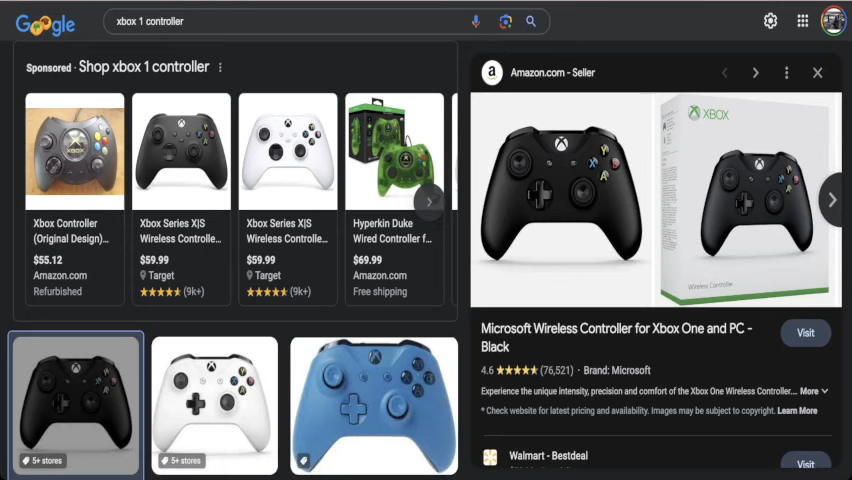 Google
xbox 1 controller
Sponsored · Shop xbox 1 controller
Xbox Controller
(Original Design)...
$55.12
Amazon.com
Refurbished
Xbox Series X|S
Wireless Controlle...
$59.99
Target
(9k+)
Xbox Series X|S
Wireless Controlle...
$59.99
Target
(9k+)
Hyperkin Duke
Wired Controller f...
$69.99
Amazon.com
Free shipping
5+ stores
5+ stores
a
Amazon.com - Seller
XBOX
Wireless Controller
Microsoft Wireless Controller for Xbox One and PC -
Black
Visit
4.6 (76,521) · Brand: Microsoft
Experience the unique intensity, precision and comfort of the Xbox One Wireless Controller... More
* Check website for latest pricing and availability. Images may be subject to copyright. Learn More
Walmart - Bestdeal
Visit